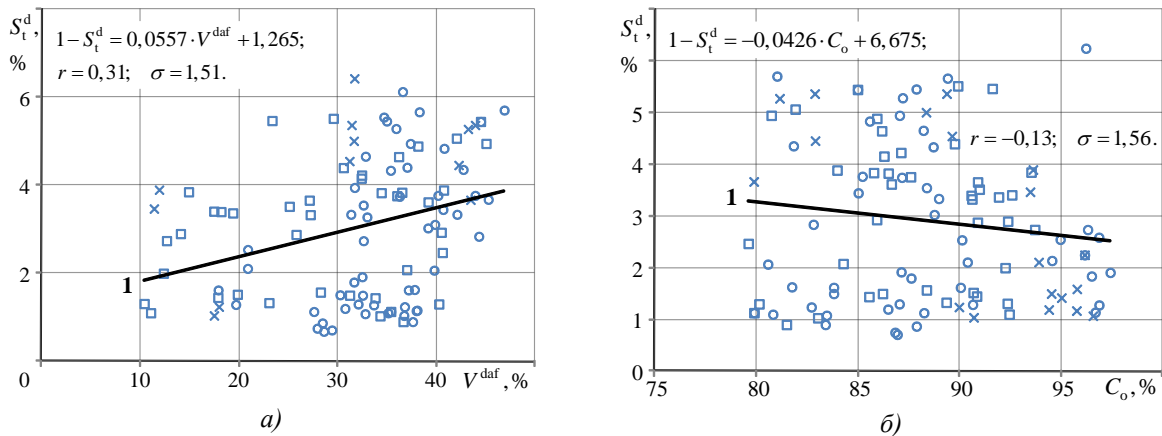 S_t^d, %
1 – S_t^d = 0,0557 · V^daf + 1,265;
r = 0,31;   σ = 1,51.
6
4
2
1
0
10
20
30
40
V^daf, %
а)
S_t^d, %
1 – S_t^d = –0,0426 · C_о + 6,675;
r = –0,13;   σ = 1,56.
5
4
3
2
1
0
1
75
80
85
90
95
C_о, %
б)